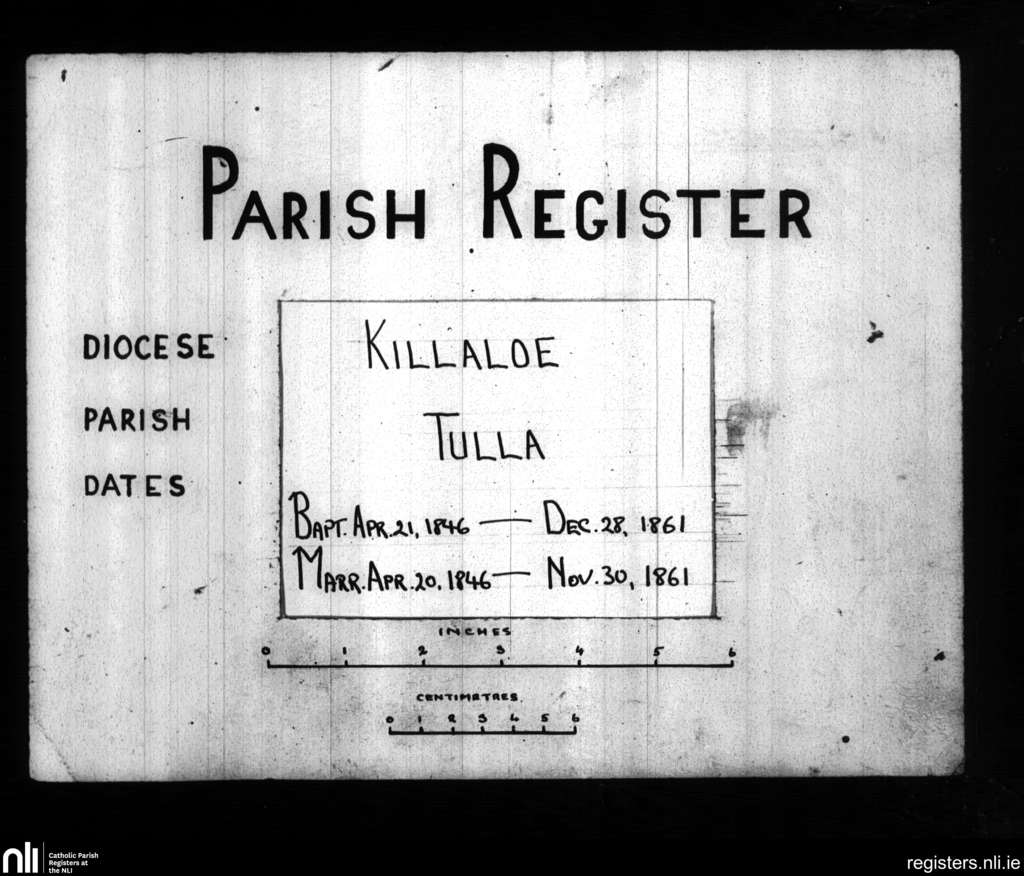 PARISH REGISTER
DIOCESE KILLALOE
PARISH TULLA
DATES
BAPT. APR. 21, 1846 — DEC. 28, 1861
MARR. APR. 20. 1846 — NOV. 30, 1861
INCHES
0 1 2 3 4 5 6
CENTIMETRES
0 1 2 3 4 5 6
nli Catholic Parish
Registers at
the NLI
registers.nli.ie